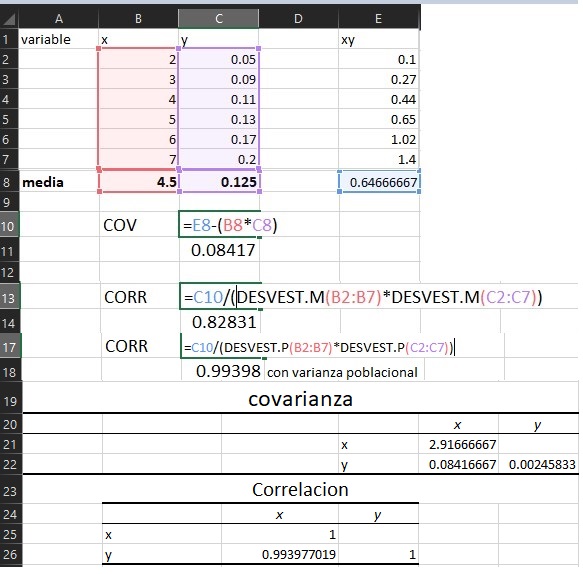 A B C D E
1 variable x y xy
2 2 0.05 0.1
3 3 0.09 0.27
4 4 0.11 0.44
5 5 0.13 0.65
6 6 0.17 1.02
7 7 0.2 1.4
8 media 4.5 0.125 0.64666667
9
10 COV =E8-(B8*C8)
11 0.08417
12
13 CORR =C10/(DESVEST.M(B2:B7)*DESVEST.M(C2:C7))
14 0.82831
17 CORR =C10/(DESVEST.P(B2:B7)*DESVEST.P(C2:C7))
18 0.99398 con varianza poblacional
19 covarianza
20 x y
21 x 2.91666667
22 y 0.08416667 0.00245833
23 Correlacion
24 x y
25 x 1
26 y 0.993977019 1